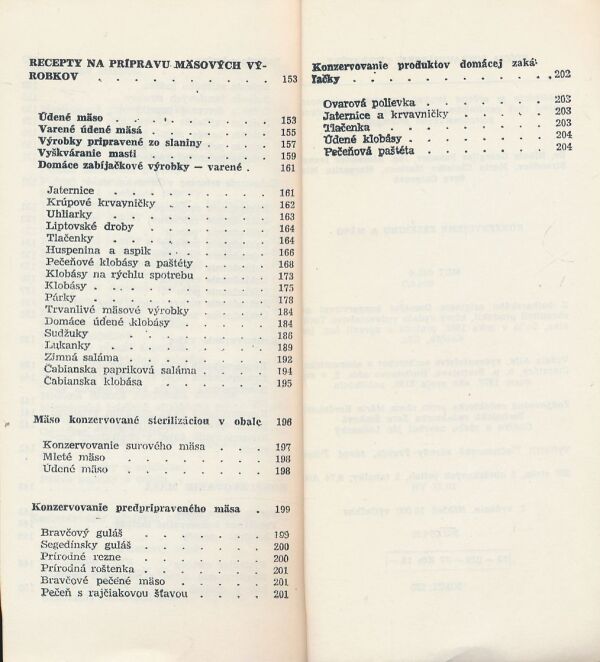 RECEPTY NA PRÍPRAVU MÄSOVÝCH VÝ-
ROBKOV . . . . . . . . . 153
Údené mäso . . . . . . . . 153
Varené údené mäsá . . . . . . 155
Výrobky pripravené zo slaniny . . . . 157
Vyškváranie masti . . . . . . 159
Domáce zabíjačkové výrobky — varené . 161
Jaternice . . . . . . . . 161
Krúpové krvavničky . . . . . 162
Uhliarky . . . . . . . . 163
Liptovské droby . . . . . . 164
Tlačenky . . . . . . . . 164
Huspenina a aspik . . . . . 166
Pečeňové klobásy a paštéty . . . . 168
Klobásy na rýchlu spotrebu . . . . 173
Klobásy . . . . . . . . 175
Párky . . . . . . . . . 178
Trvanlivé mäsové výrobky . . . . 184
Domáce údené klobásy . . . . 184
Sudžuky . . . . . . . . 186
Lukanky . . . . . . . . 189
Zimná saláma . . . . . . . 192
Čabianska papriková saláma . . . . 194
Čabianska klobása . . . . . 195
Mäso konzervované sterilizáciou v obale 196
Konzervovanie surového mäsa . . . 197
Mleté mäso . . . . . . . 198
Údené mäso . . . . . . . 198
Konzervovanie predpripraveného mäsa . 199
Bravčový guláš . . . . . . 199
Segedínsky guláš . . . . . . 200
Prírodné rezne . . . . . . 200
Prírodná roštenka . . . . . . 201
Bravčové pečené mäso . . . . . 201
Pečeň s rajčiakovou šťavou . . . . 201
Konzervovanie produktov domácej zaká-
ľačky . . . . . . . . . . 202
Ovarová polievka . . . . . . 203
Jaternice a krvavničky . . . . . 203
Tlačenka . . . . . . . . 203
Údené klobásy . . . . . . . 204
Pečeňová paštéta . . . . . . 204